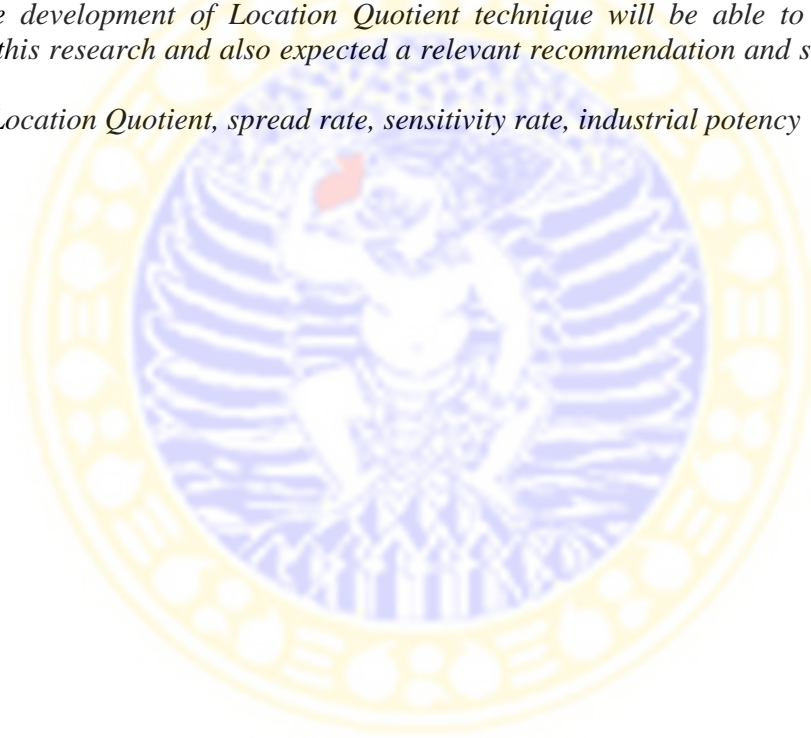 development of Location Quotient technique will be able to
this research and also expected a relevant recommendation and
Location Quotient, spread rate, sensitivity rate, industrial potency